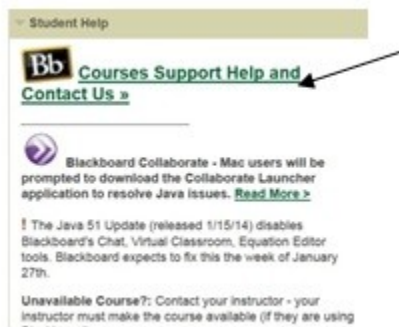 Student Help
Bb Courses Support Help and
Contact Us »
Blackboard Collaborate - Mac users will be
prompted to download the Collaborate Launcher
application to resolve Java issues. Read More >
! The Java 51 Update (released 1/15/14) disables
Blackboard's Chat, Virtual Classroom, Equation Editor
tools. Blackboard expects to fix this the week of January
27th.
Unavailable Course?: Contact your instructor - your
instructor must make the course available (if they are using